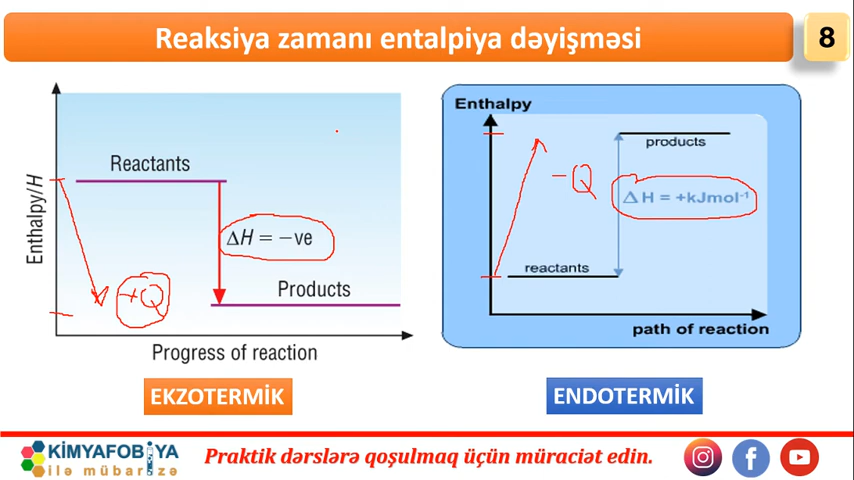 Reaksiya zamanı entalpiya dəyişməsi
8
Enthalpy/H
Reactants
ΔH = −ve
+Q
Products
Progress of reaction
EKZOTERMİK
Enthalpy
products
-Q
ΔH = +kJmol⁻¹
reactants
path of reaction
ENDOTERMİK
KİMYAFOBİYA
ilə mübarizə
Praktik dərslərə qoşulmaq üçün müraciət edin.